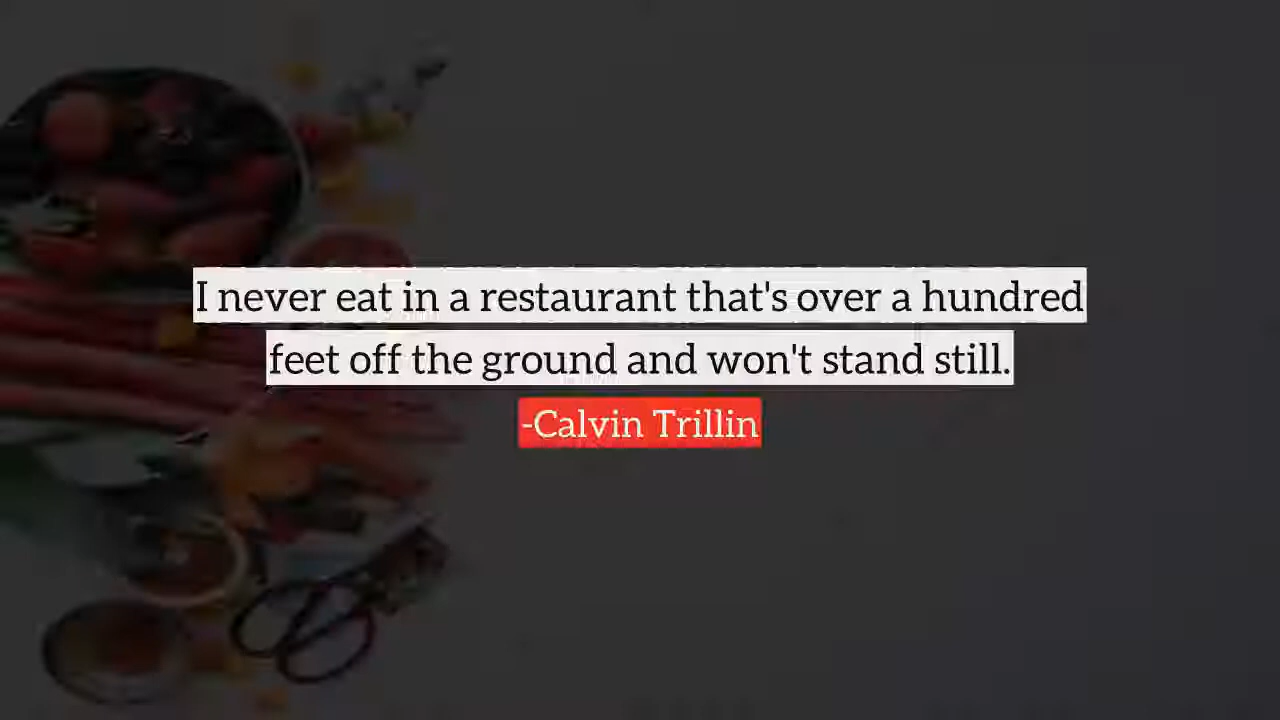 I never eat in a restaurant that's over a hundred
feet off the ground and won't stand still.
-Calvin Trillin